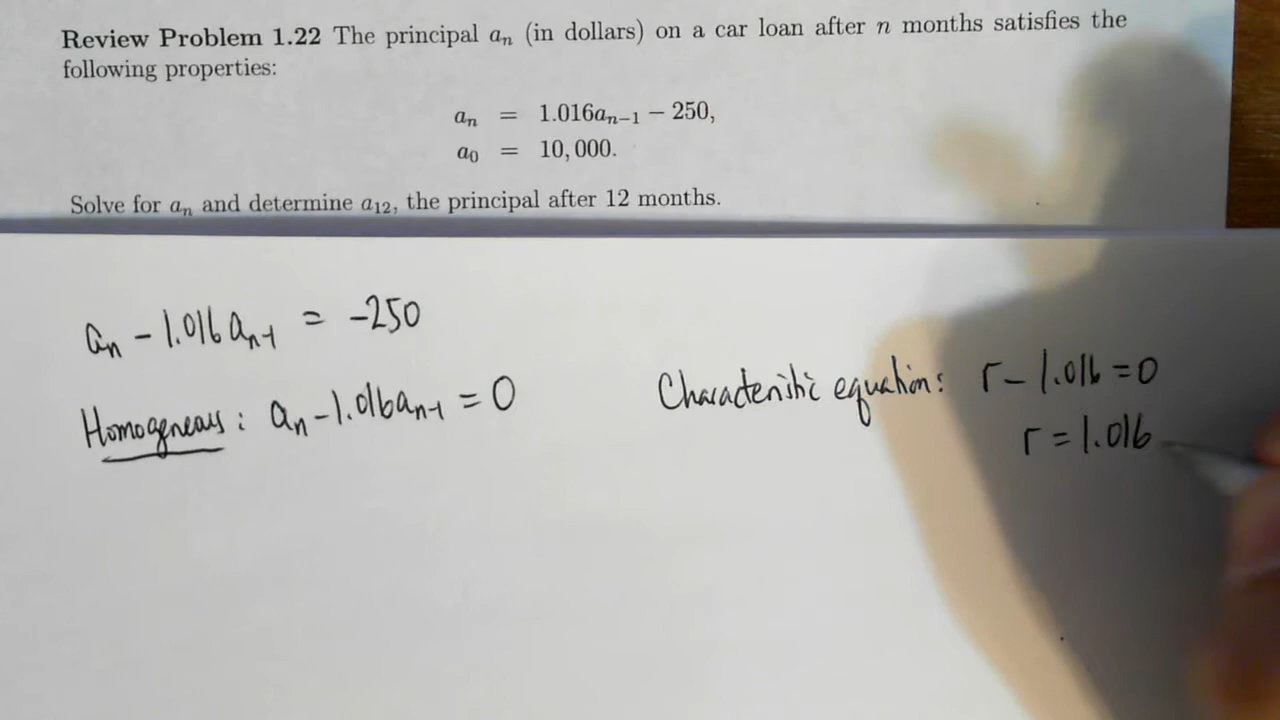 Review Problem 1.22 The principal aₙ (in dollars) on a car loan after n months satisfies the
following properties:
aₙ = 1.016aₙ₋₁ − 250,
a₀ = 10,000.
Solve for aₙ and determine a₁₂, the principal after 12 months.
aₙ − 1.016aₙ₋₁ = −250
Homogeneous: aₙ − 1.016aₙ₋₁ = 0
Characteristic equation: r − 1.016 = 0
r = 1.016